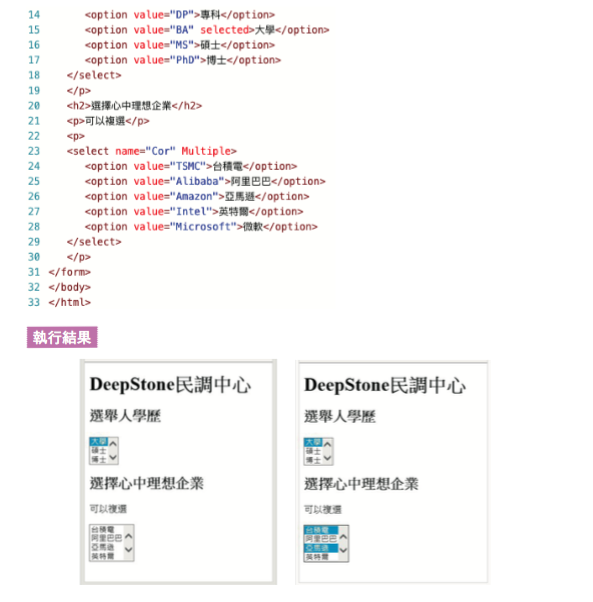 14 <option value="DP">專科</option>
15 <option value="BA" selected>大學</option>
16 <option value="MS">碩士</option>
17 <option value="PhD">博士</option>
18 </select>
19 </p>
20 <h2>選擇心中理想企業</h2>
21 <p>可以複選</p>
22 <p>
23 <select name="Cor" Multiple>
24 <option value="TSMC">台積電</option>
25 <option value="Alibaba">阿里巴巴</option>
26 <option value="Amazon">亞馬遜</option>
27 <option value="Intel">英特爾</option>
28 <option value="Microsoft">微軟</option>
29 </select>
30 </p>
31 </form>
32 </body>
33 </html>
執行結果
DeepStone民調中心
選舉人學歷
大學
碩士
博士
選擇心中理想企業
可以複選
台積電
阿里巴巴
亞馬遜
英特爾
DeepStone民調中心
選舉人學歷
大學
碩士
博士
選擇心中理想企業
可以複選
台積電
阿里巴巴
亞馬遜
英特爾